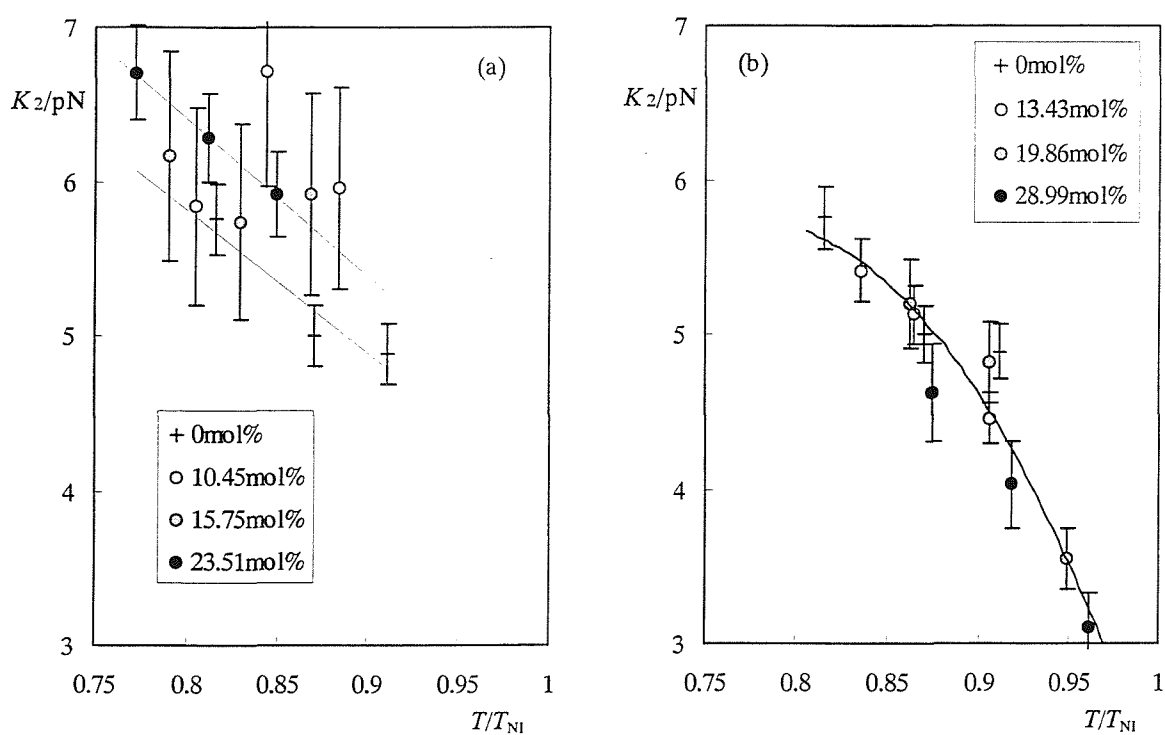 7
(a)
K2/pN
6
5
+ 0mol%
10.45mol%
4
15.75mol%
23.51mol%
3
0.75 0.8 0.85 0.9 0.95 1
T/TNI
7
(b)
+ 0mol%
K2/pN
13.43mol%
19.86mol%
6
28.99mol%
5
4
3
0.75 0.8 0.85 0.9 0.95 1
T/TNI